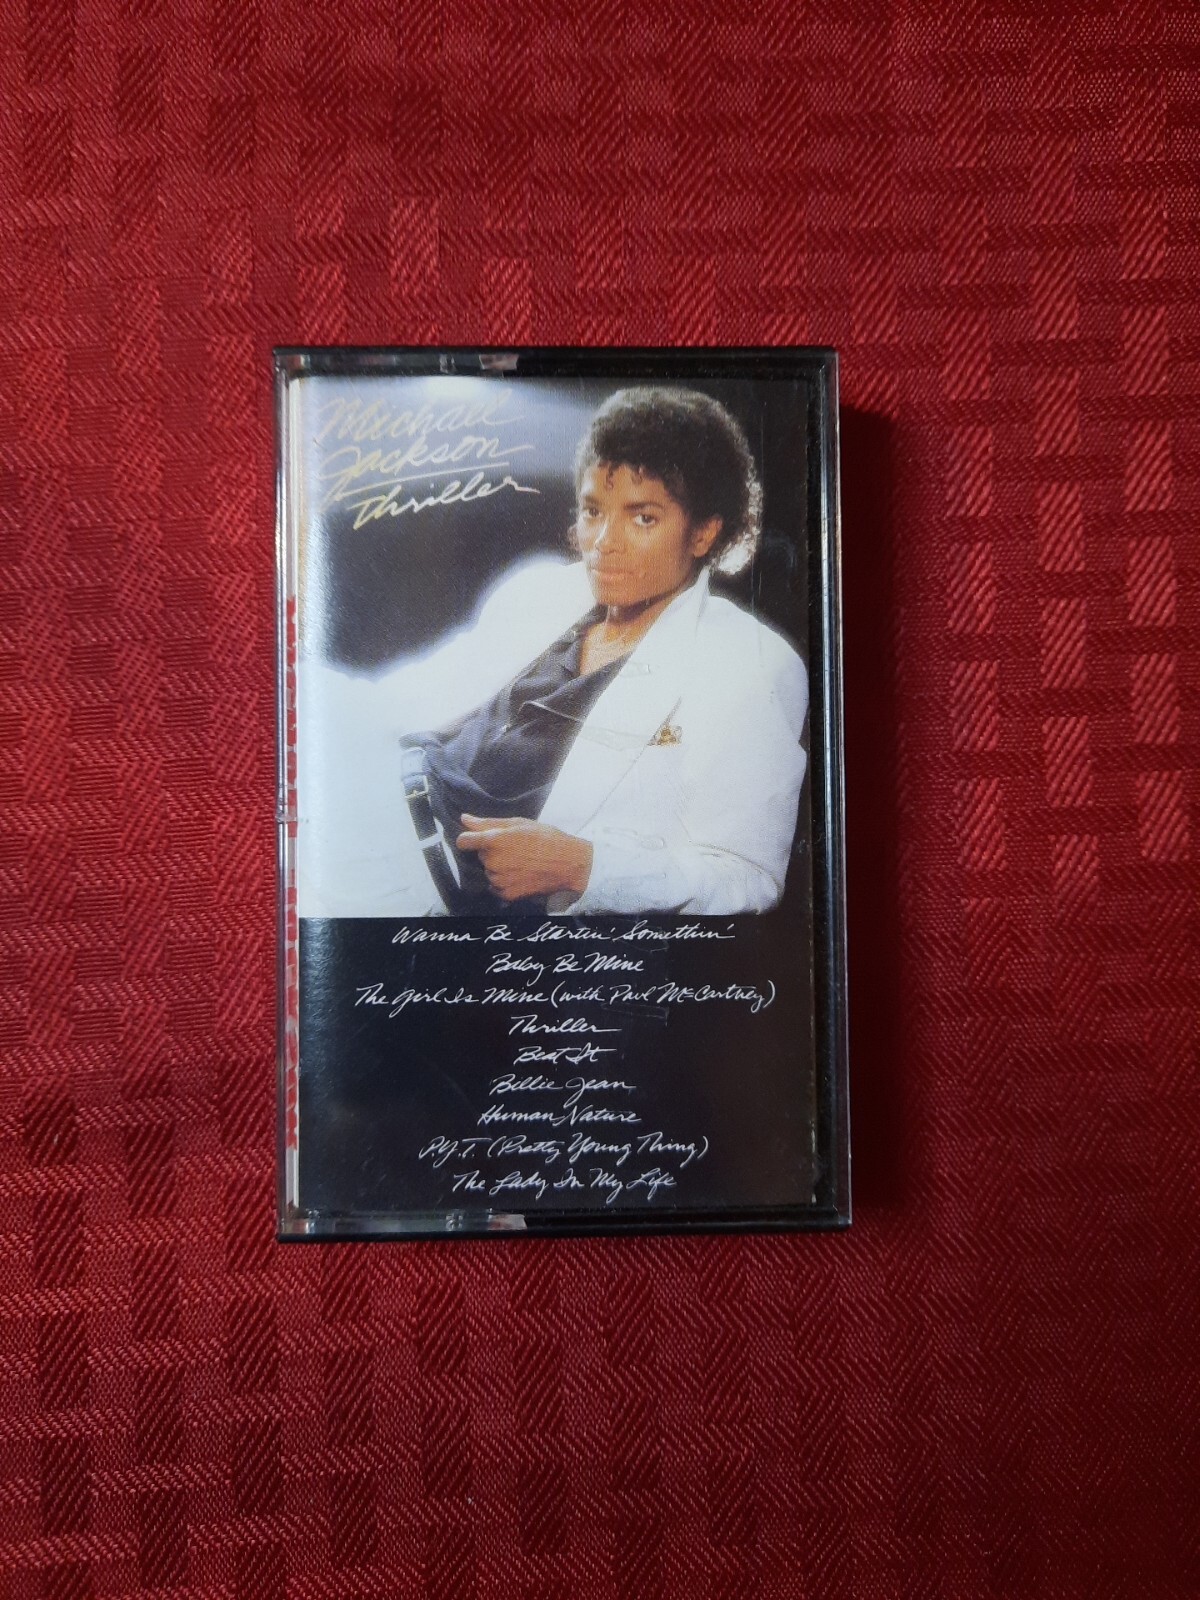 Michael
Jackson
Thriller
Wanna Be Startin' Somethin'
Baby Be Mine
The Girl Is Mine (with Paul McCartney)
Thriller
Beat It
Billie Jean
Human Nature
P.Y.T. (Pretty Young Thing)
The Lady In My Life